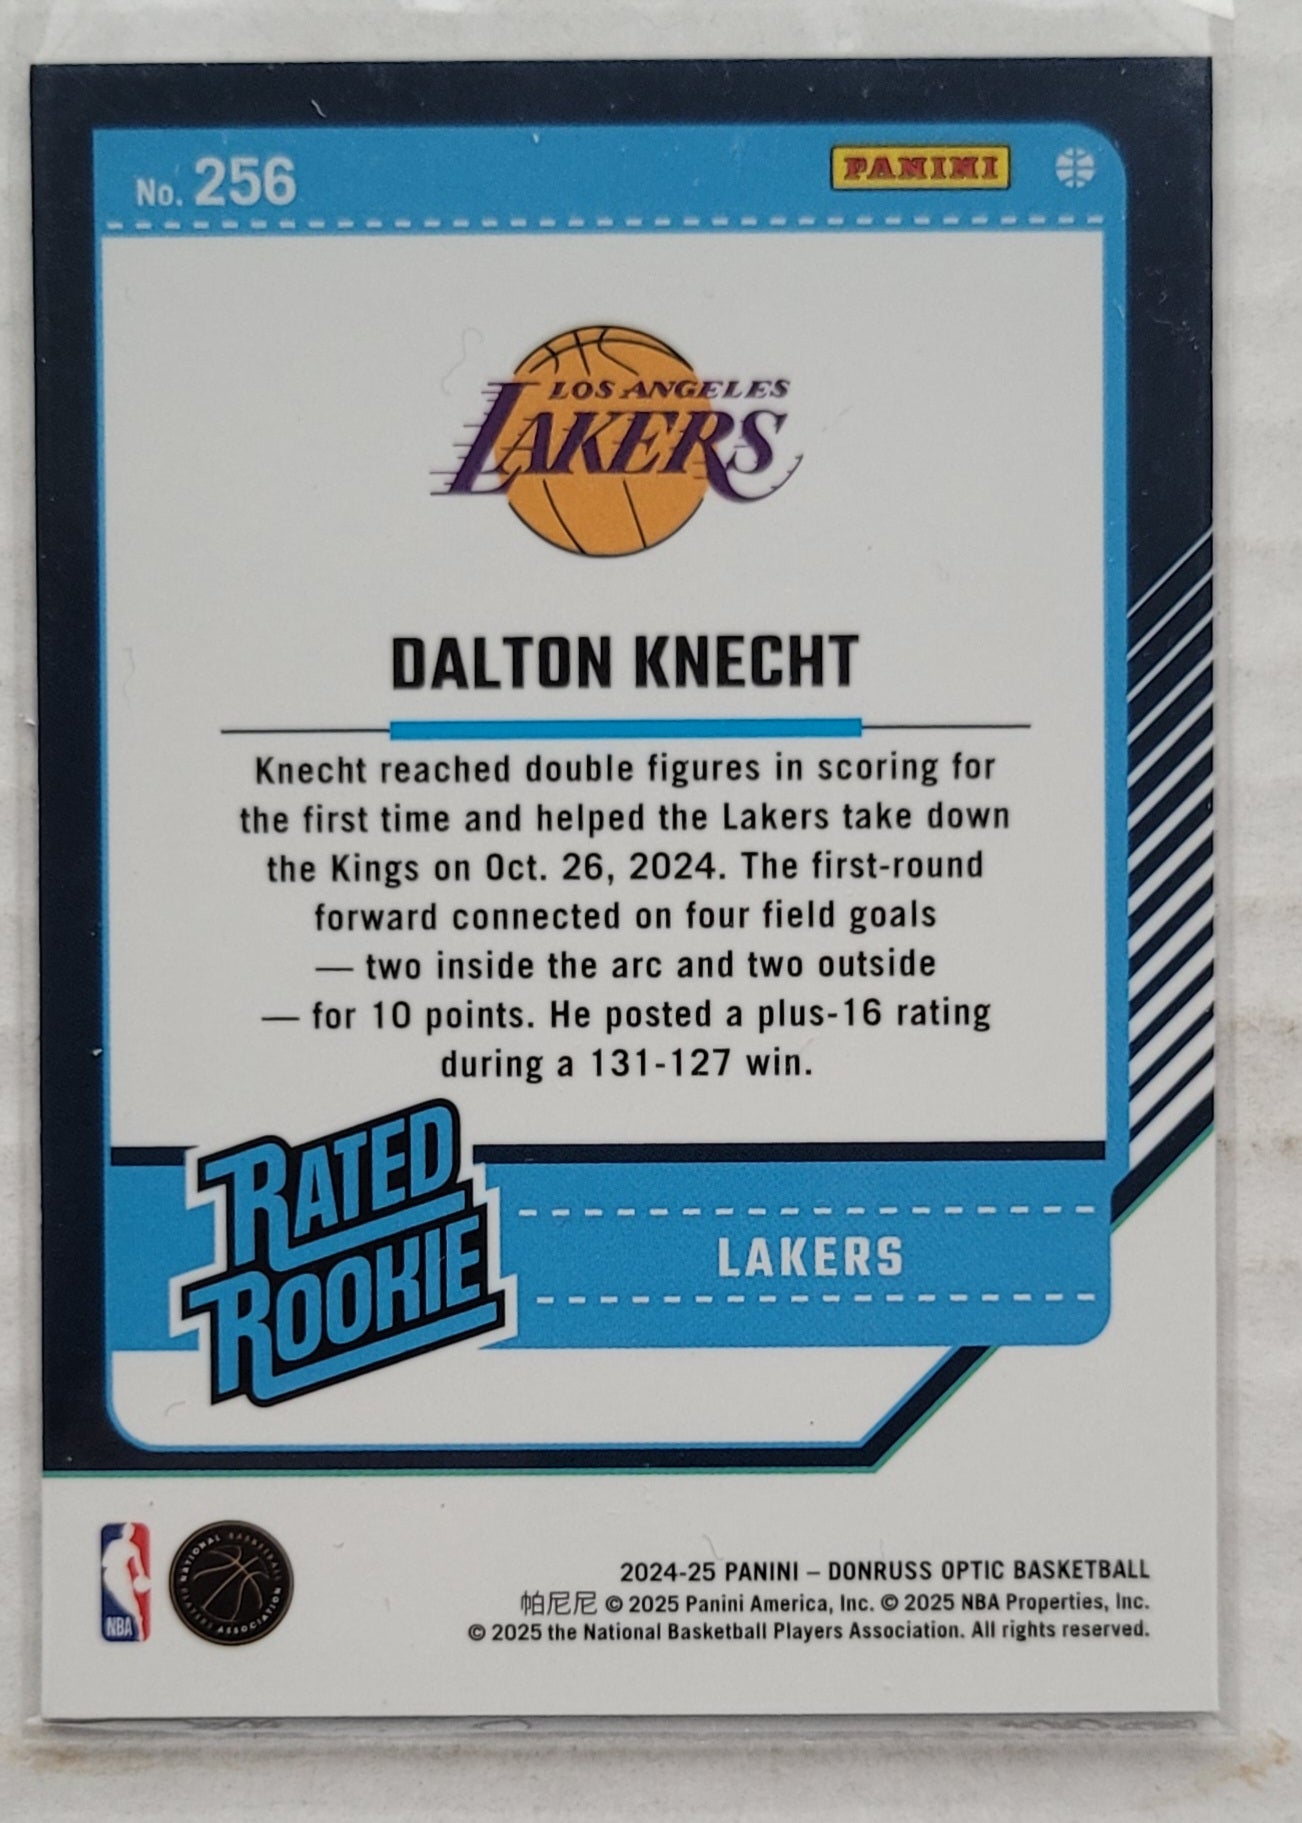 No. 256
PANINI
LOS ANGELES
LAKERS
DALTON KNECHT
Knecht reached double figures in scoring for
the first time and helped the Lakers take down
the Kings on Oct. 26, 2024. The first-round
forward connected on four field goals
— two inside the arc and two outside
— for 10 points. He posted a plus-16 rating
during a 131-127 win.
RATED
ROOKIE
LAKERS
NBA
NATIONAL BASKETBALL
PLAYERS ASSOCIATION
2024-25 PANINI – DONRUSS OPTIC BASKETBALL
帕尼尼 © 2025 Panini America, Inc. © 2025 NBA Properties, Inc.
© 2025 the National Basketball Players Association. All rights reserved.